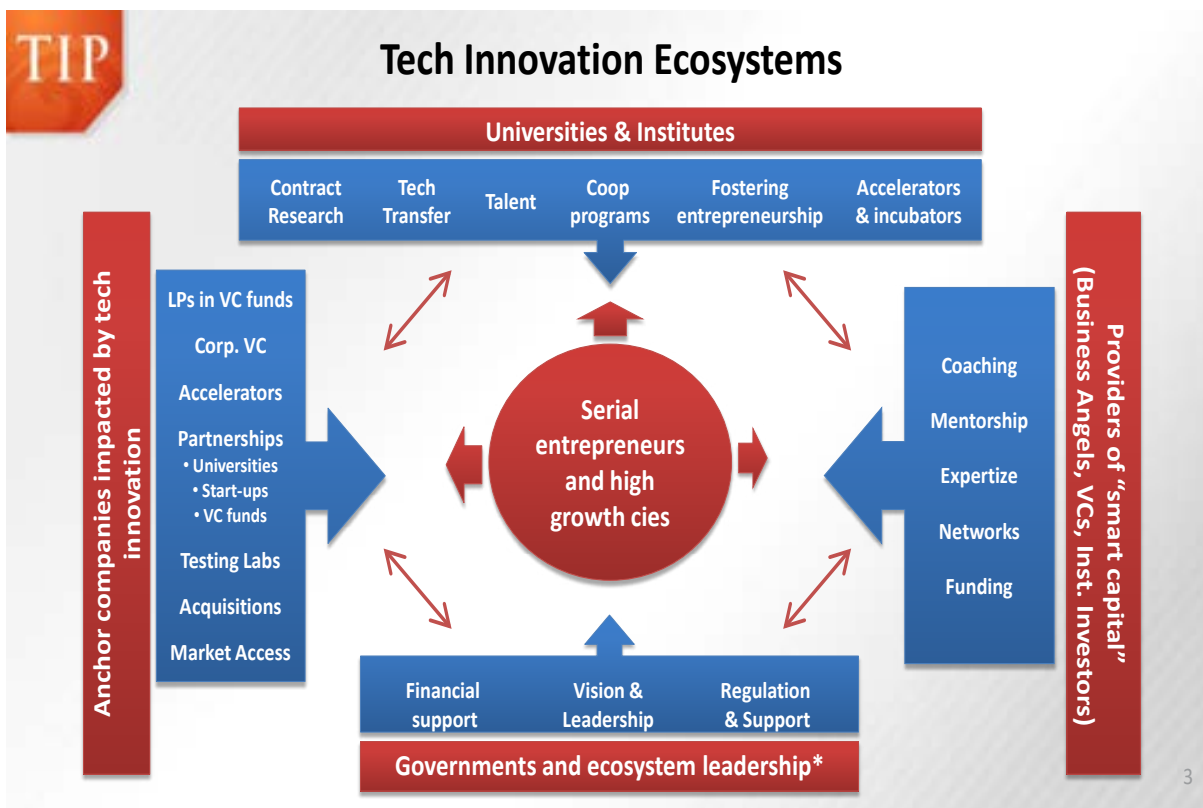 TIP
Tech Innovation Ecosystems
Universities & Institutes
Contract
Research
Tech
Transfer
Talent
Coop
programs
Fostering
entrepreneurship
Accelerators
& incubators
Anchor companies impacted by tech
innovation
LPs in VC funds
Corp. VC
Accelerators
Partnerships
• Universities
• Start-ups
• VC funds
Testing Labs
Acquisitions
Market Access
Serial
entrepreneurs
and high
growth cies
Coaching
Mentorship
Expertize
Networks
Funding
Providers of “smart capital”
(Business Angels, VCs, Inst. Investors)
Financial
support
Vision &
Leadership
Regulation
& Support
Governments and ecosystem leadership*
3